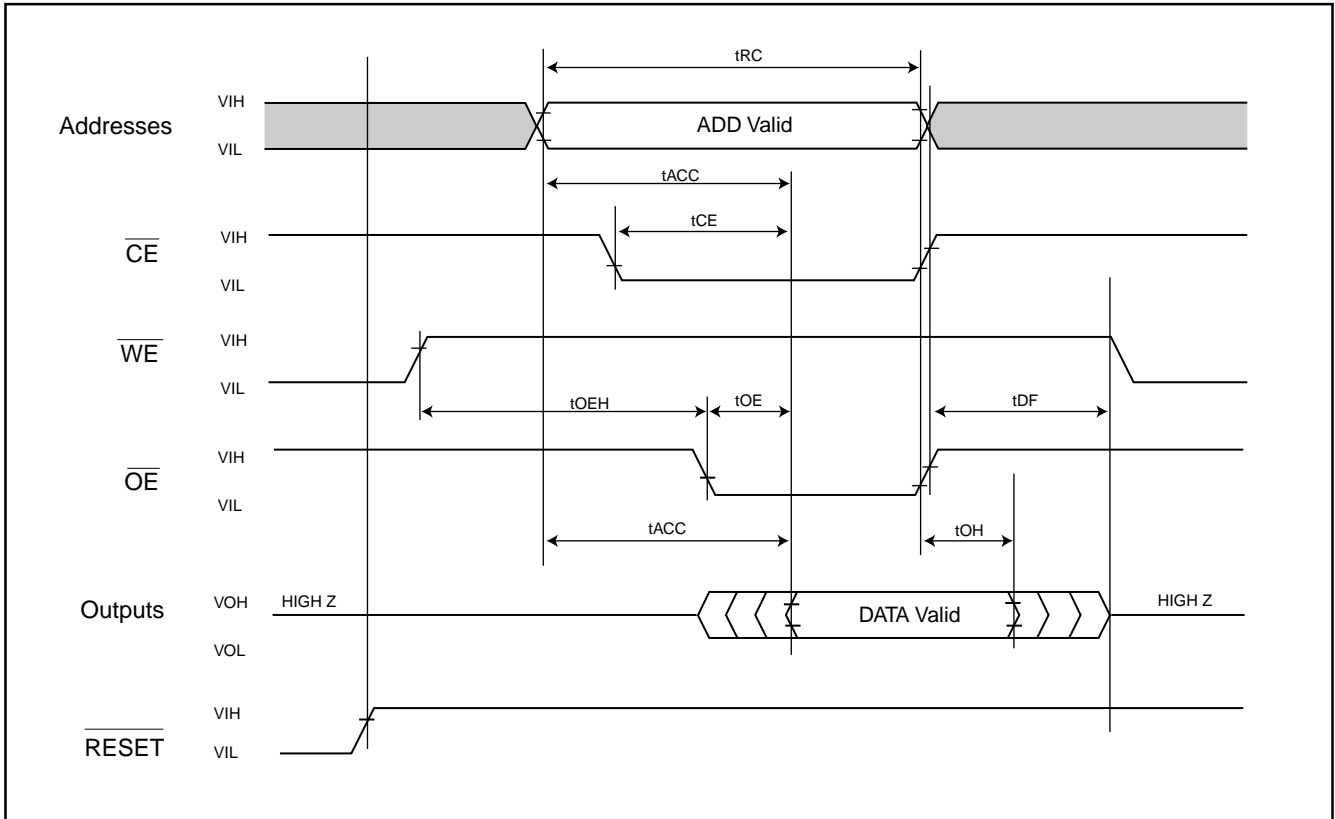 tRC
VIH
Addresses
ADD Valid
VIL
tACC
tCE
VIH
CE
VIL
VIH
WE
VIL
tOEH
tOE
tDF
VIH
OE
VIL
tACC
tOH
Outputs
VOH
HIGH Z
DATA Valid
HIGH Z
VOL
VIH
RESET
VIL